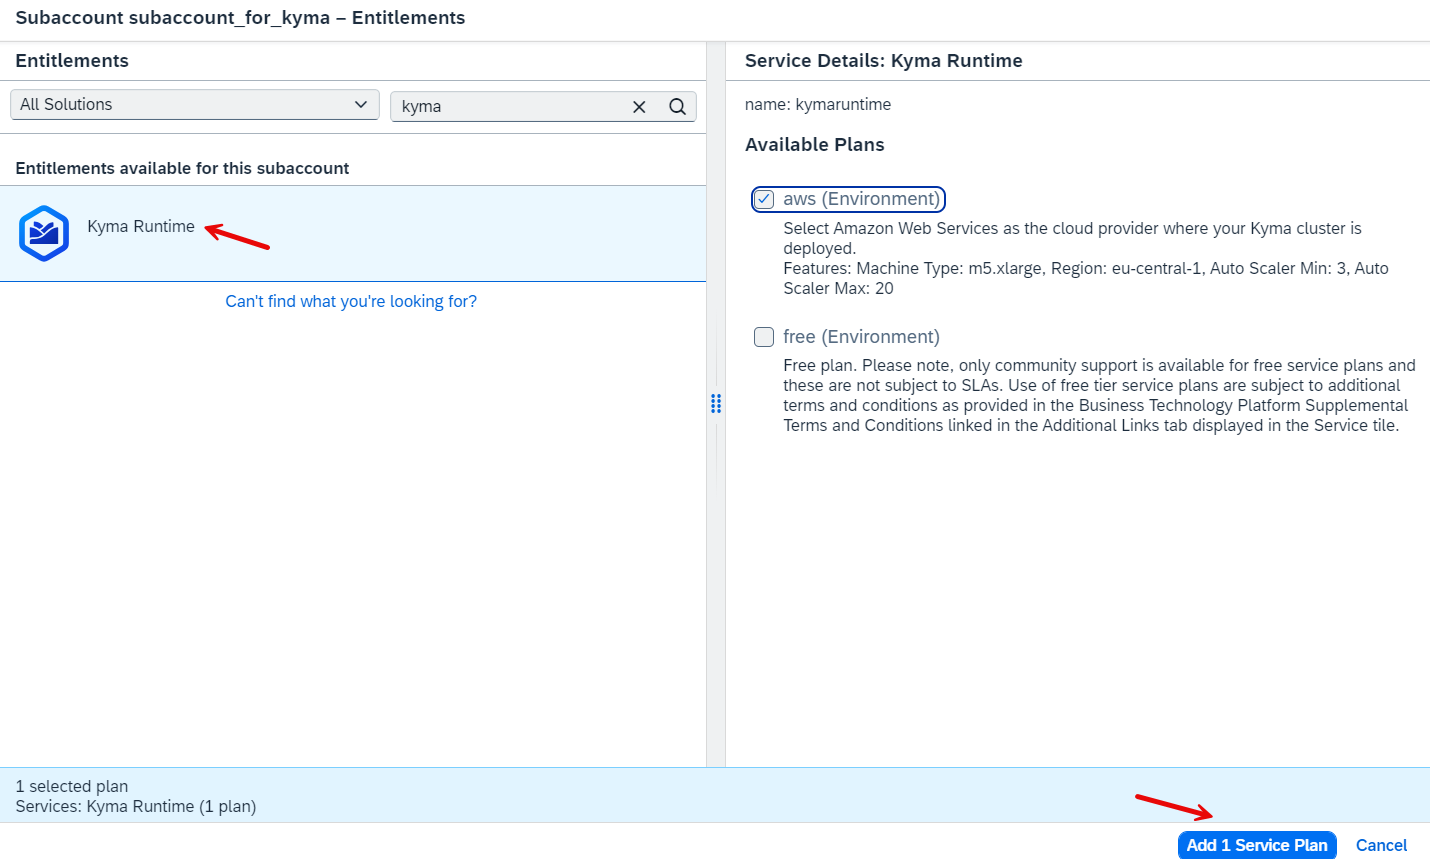 Subaccount subaccount_for_kyma – Entitlements
Entitlements
All Solutions
kyma
Entitlements available for this subaccount
Kyma Runtime
Can't find what you're looking for?
Service Details: Kyma Runtime
name: kymaruntime
Available Plans
aws (Environment)
Select Amazon Web Services as the cloud provider where your Kyma cluster is
deployed.
Features: Machine Type: m5.xlarge, Region: eu-central-1, Auto Scaler Min: 3, Auto
Scaler Max: 20
free (Environment)
Free plan. Please note, only community support is available for free service plans and
these are not subject to SLAs. Use of free tier service plans are subject to additional
terms and conditions as provided in the Business Technology Platform Supplemental
Terms and Conditions linked in the Additional Links tab displayed in the Service tile.
1 selected plan
Services: Kyma Runtime (1 plan)
Add 1 Service Plan
Cancel